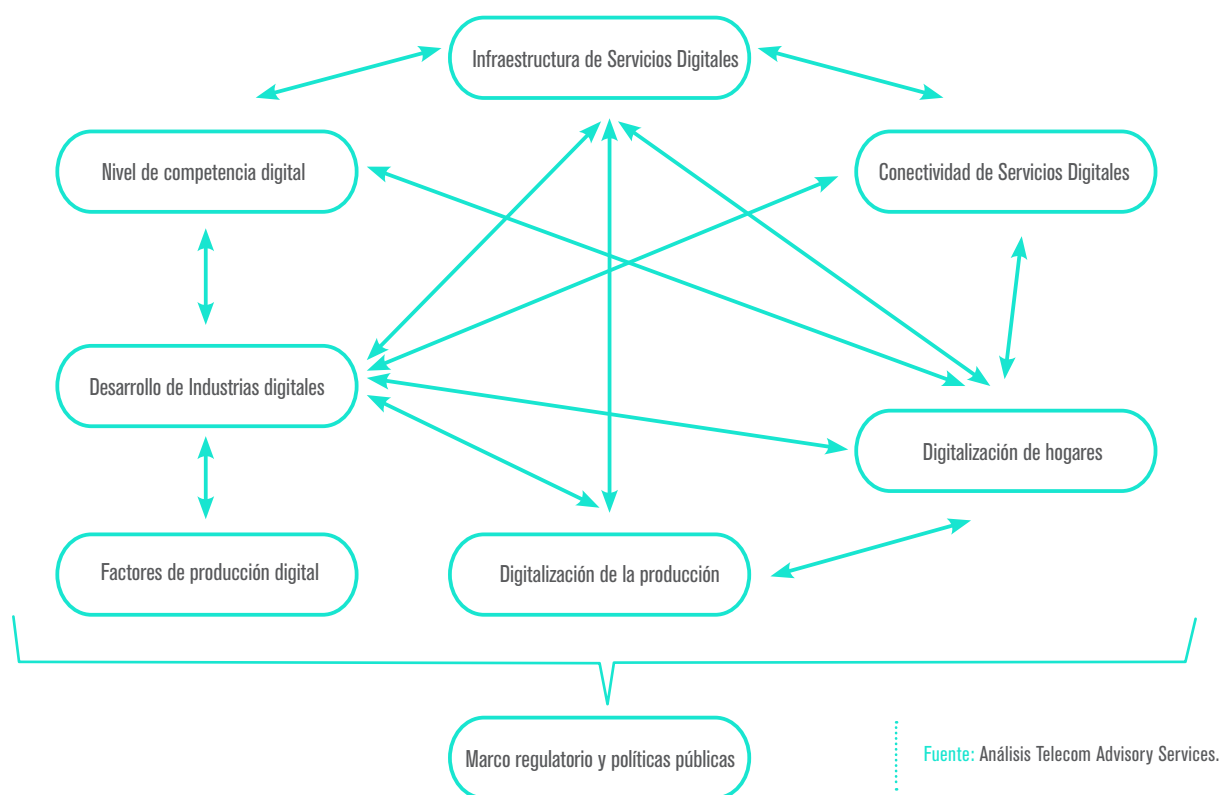 Infraestructura de Servicios Digitales
Nivel de competencia digital
Conectividad de Servicios Digitales
Desarrollo de Industrias digitales
Digitalización de hogares
Factores de producción digital
Digitalización de la producción
Marco regulatorio y políticas públicas
Fuente: Análisis Telecom Advisory Services.